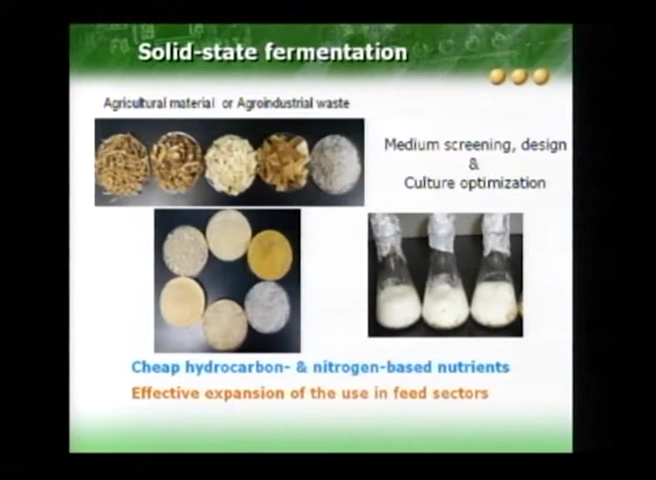 Solid-state fermentation
Agricultural material or Agroindustrial waste
Medium screening, design
&
Culture optimization
Cheap hydrocarbon- & nitrogen-based nutrients
Effective expansion of the use in feed sectors